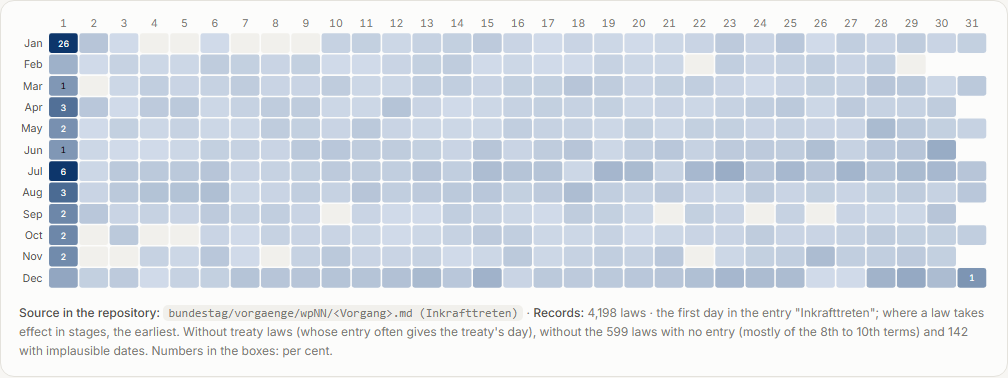 1 2 3 4 5 6 7 8 9 10 11 12 13 14 15 16 17 18 19 20 21 22 23 24 25 26 27 28 29 30 31
Jan 26
Feb
Mar 1
Apr 3
May 2
Jun 1
Jul 6
Aug 3
Sep 2
Oct 2
Nov 2
Dec 1
Source in the repository: bundestag/vorgaenge/wpNN/<Vorgang>.md (Inkrafttreten) · Records: 4,198 laws · the first day in the entry "Inkrafttreten"; where a law takes
effect in stages, the earliest. Without treaty laws (whose entry often gives the treaty's day), without the 599 laws with no entry (mostly of the 8th to 10th terms) and 142
with implausible dates. Numbers in the boxes: per cent.